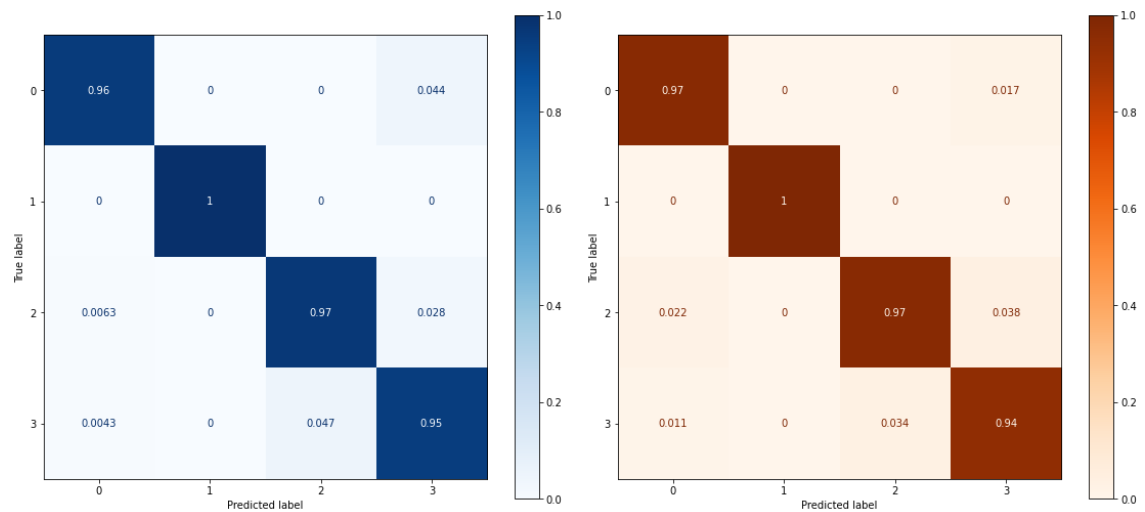 1.0
0 0.96 0 0 0.044
0.8
1 0 1 0 0
0.6
True label
2 0.0063 0 0.97 0.028
0.4
3 0.0043 0 0.047 0.95
0.2
0.0
0 1 2 3
Predicted label
1.0
0 0.97 0 0 0.017
0.8
1 0 1 0 0
0.6
True label
2 0.022 0 0.97 0.038
0.4
3 0.011 0 0.034 0.94
0.2
0.0
0 1 2 3
Predicted label